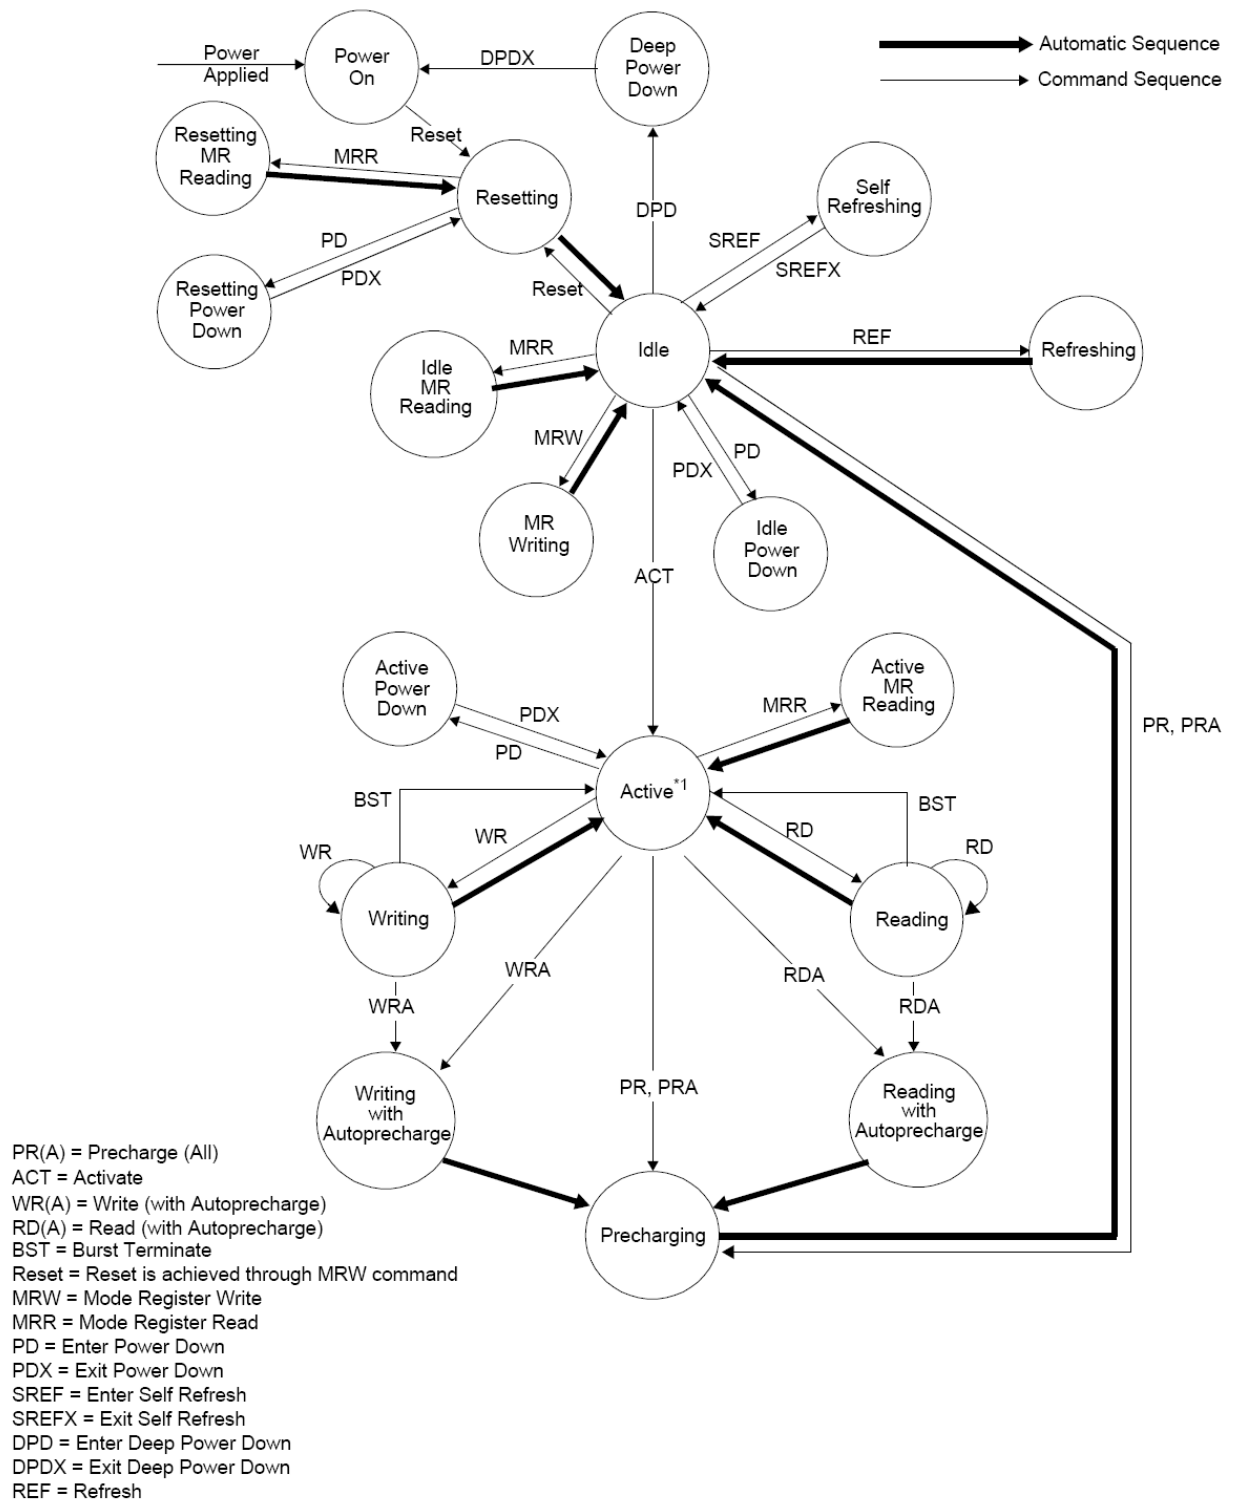 Power
Applied
Power
On
DPDX
Deep
Power
Down
Automatic Sequence
Command Sequence
Reset
Resetting
MR
Reading
MRR
Resetting
DPD
Self
Refreshing
SREF
SREFX
PD
PDX
Resetting
Power
Down
Reset
Idle
REF
Refreshing
MRR
Idle
MR
Reading
MRW
PD
PDX
MR
Writing
Idle
Power
Down
ACT
Active
Power
Down
PDX
PD
MRR
Active
MR
Reading
PR, PRA
Active*1
BST
BST
WR
RD
WR
RD
Writing
Reading
WRA
RDA
WRA
RDA
Writing
with
Autoprecharge
PR, PRA
Reading
with
Autoprecharge
Precharging
PR(A) = Precharge (All)
ACT = Activate
WR(A) = Write (with Autoprecharge)
RD(A) = Read (with Autoprecharge)
BST = Burst Terminate
Reset = Reset is achieved through MRW command
MRW = Mode Register Write
MRR = Mode Register Read
PD = Enter Power Down
PDX = Exit Power Down
SREF = Enter Self Refresh
SREFX = Exit Self Refresh
DPD = Enter Deep Power Down
DPDX = Exit Deep Power Down
REF = Refresh